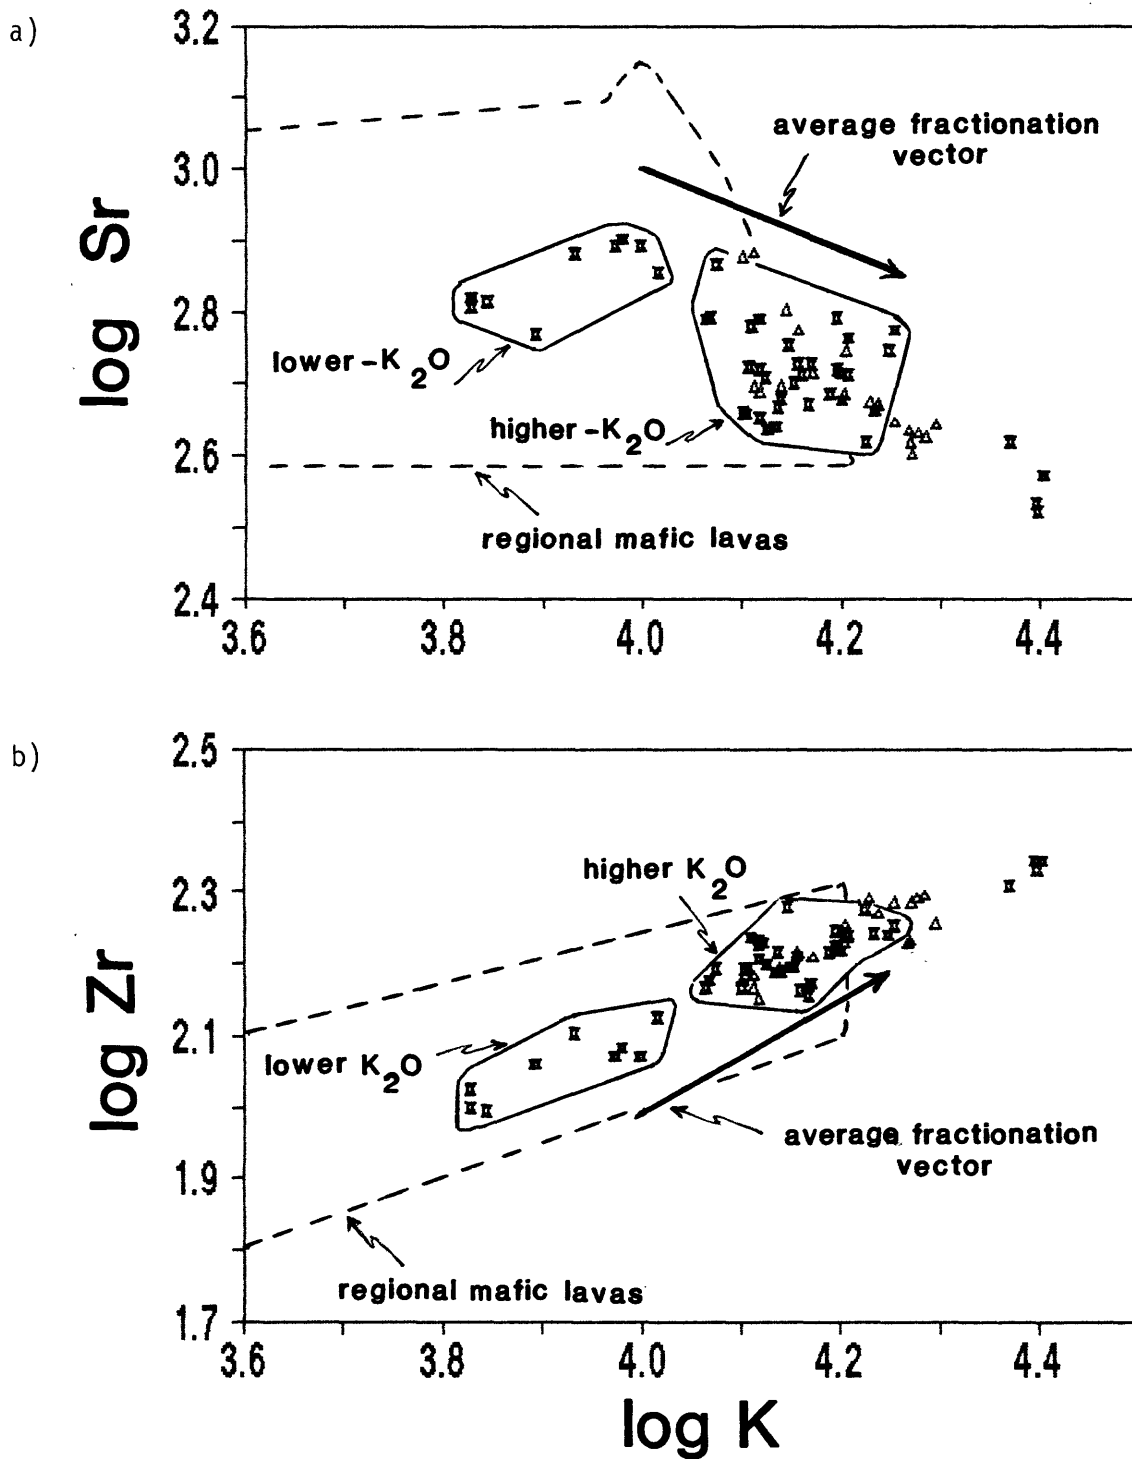 a)
3.2
3.0
2.8
2.6
2.4
log Sr
average fractionation
vector
lower-K2O
higher-K2O
regional mafic lavas
3.6 3.8 4.0 4.2 4.4
b)
2.5
2.3
2.1
1.9
1.7
log Zr
higher K2O
lower K2O
average fractionation
vector
regional mafic lavas
3.6 3.8 4.0 4.2 4.4
log K